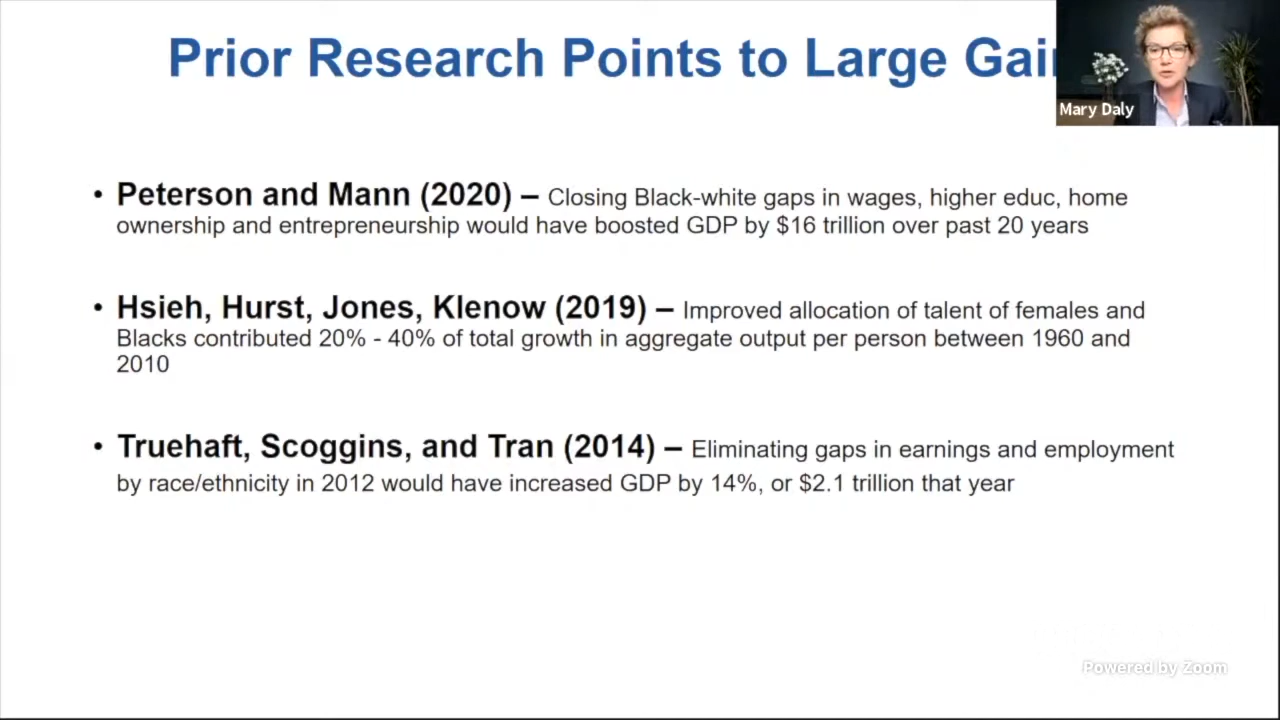 Prior Research Points to Large
Mary Daly
• Peterson and Mann (2020) – Closing Black-white gaps in wages, higher educ, home
ownership and entrepreneurship would have boosted GDP by $16 trillion over past 20 years
• Hsieh, Hurst, Jones, Klenow (2019) – Improved allocation of talent of females and
Blacks contributed 20% - 40% of total growth in aggregate output per person between 1960 and
2010
• Truehaft, Scoggins, and Tran (2014) – Eliminating gaps in earnings and employment
by race/ethnicity in 2012 would have increased GDP by 14%, or $2.1 trillion that year
Powered by Zoom